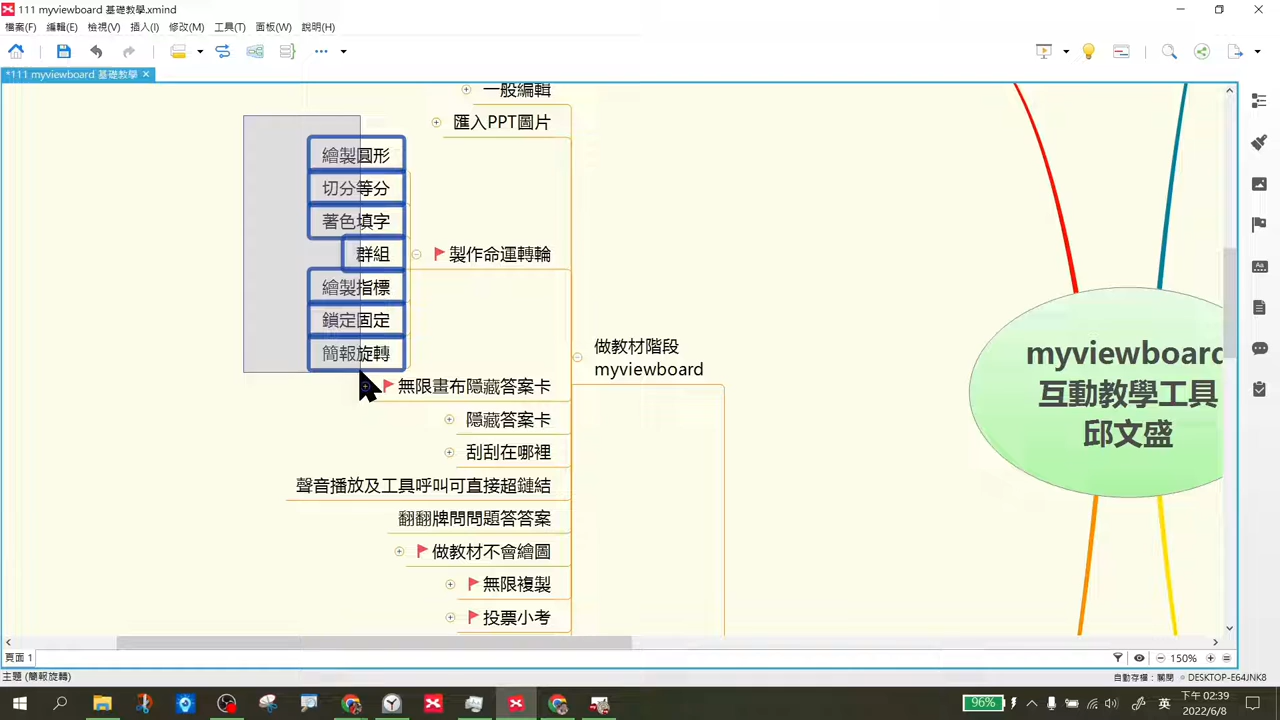 111 myviewboard 基礎教學.xmind
檔案(F) 編輯(E) 檢視(V) 插入(I) 修改(M) 工具(T) 面板(W) 說明(H)
*111 myviewboard 基礎教學
一般編輯
匯入PPT圖片
繪製圓形
切分等分
著色填字
群組
製作命運轉輪
繪製指標
鎖定固定
簡報旋轉
做教材階段
myviewboard
無限畫布隱藏答案卡
隱藏答案卡
刮刮在哪裡
聲音播放及工具呼叫可直接超鏈結
翻翻牌問問題答答案
做教材不會繪圖
無限複製
投票小考
myviewboard
互動教學工具
邱文盛
頁面 1
150%
主題 (簡報旋轉)
自動存檔：關閉
DESKTOP-E64JNK8
96%
英
下午 02:39
2022/6/8